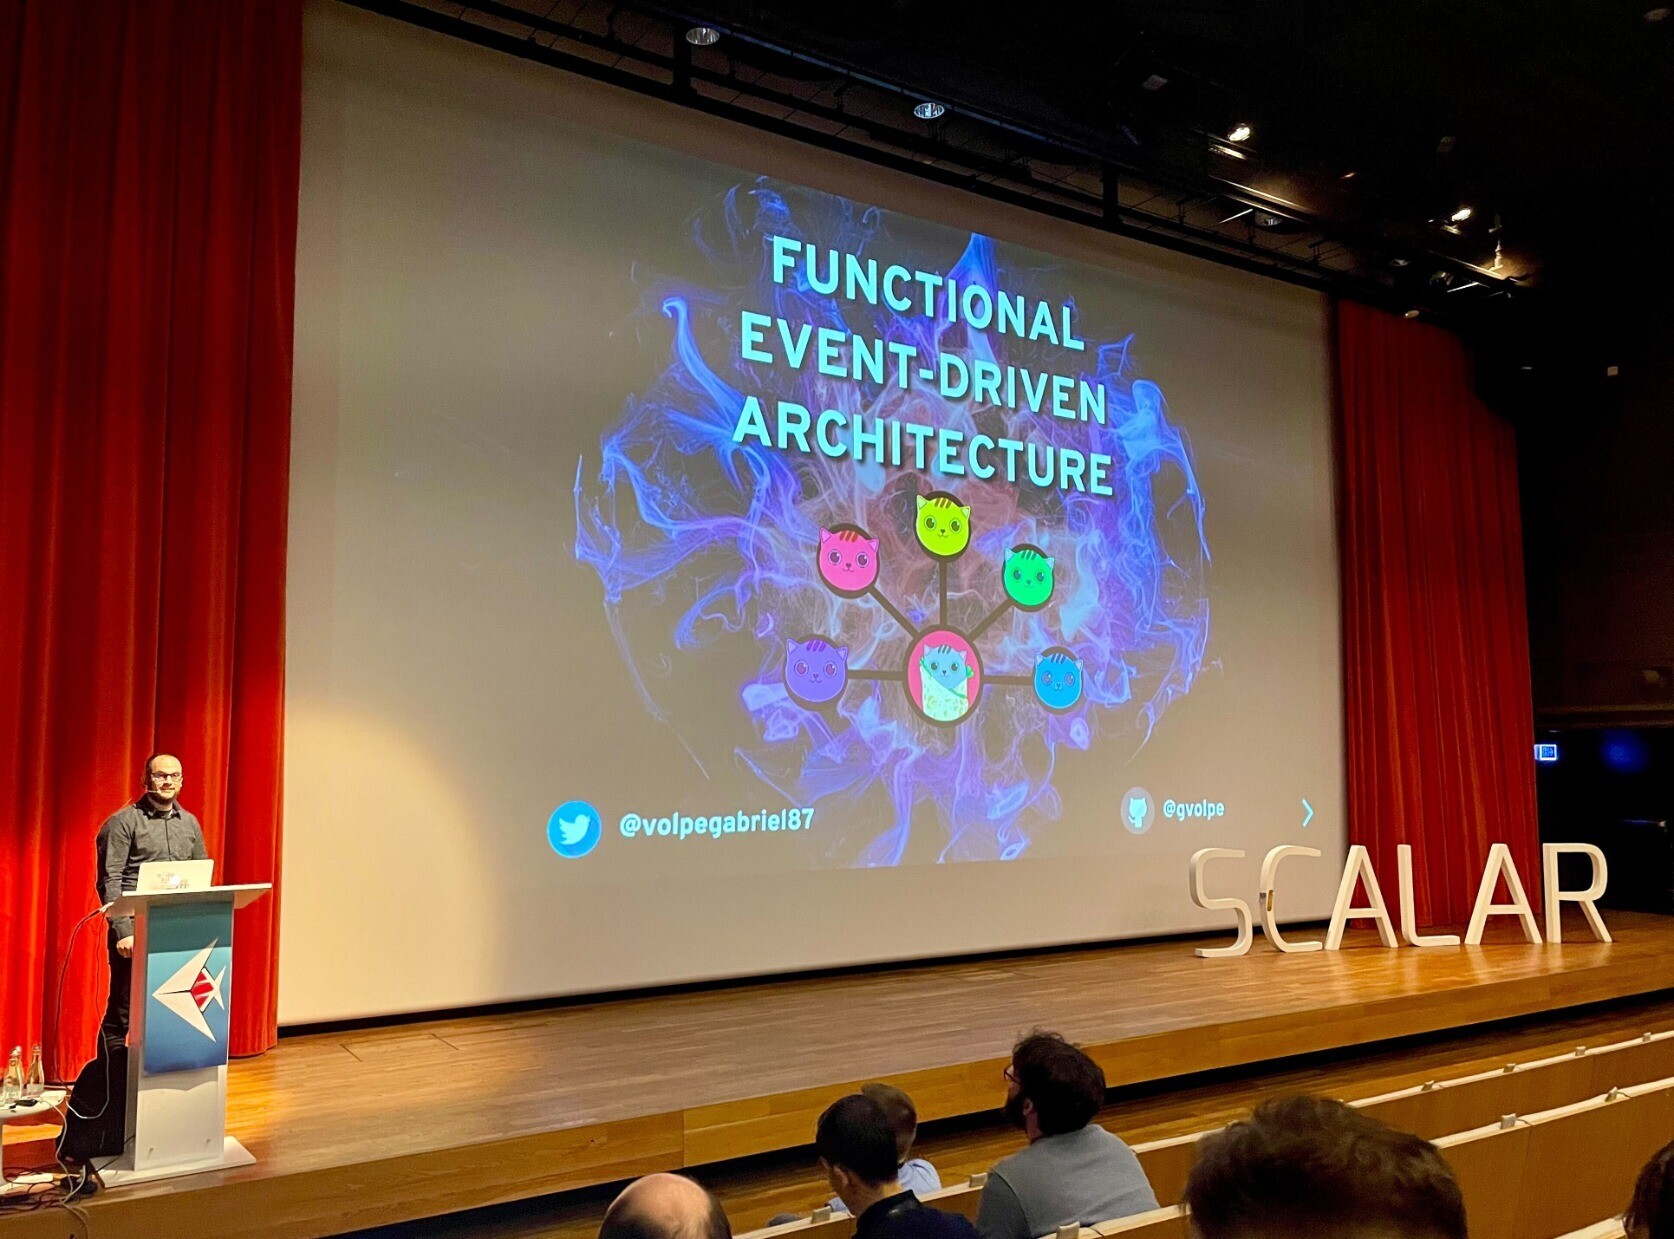 FUNCTIONAL
EVENT-DRIVEN
ARCHITECTURE
@volpegabriel87
@gvolpe
SCALAR